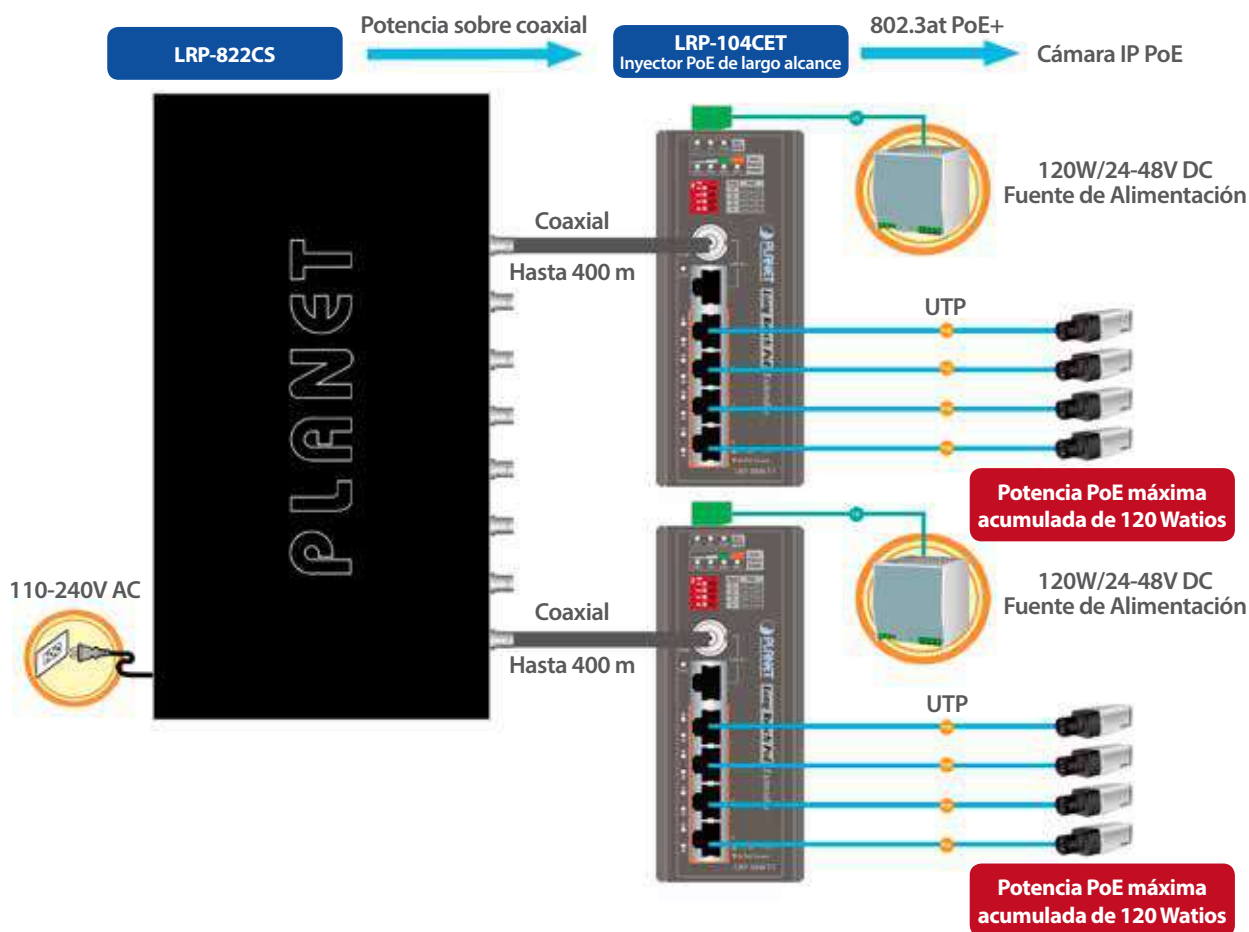 LRP-822CS
Potencia sobre coaxial
LRP-104CET
Inyector PoE de largo alcance
802.3at PoE+
Cámara IP PoE
120W/24-48V DC
Fuente de Alimentación
Coaxial
Hasta 400 m
PLANET
PLANET
UTP
Potencia PoE máxima
acumulada de 120 Watios
110-240V AC
120W/24-48V DC
Fuente de Alimentación
Coaxial
Hasta 400 m
PLANET
UTP
Potencia PoE máxima
acumulada de 120 Watios